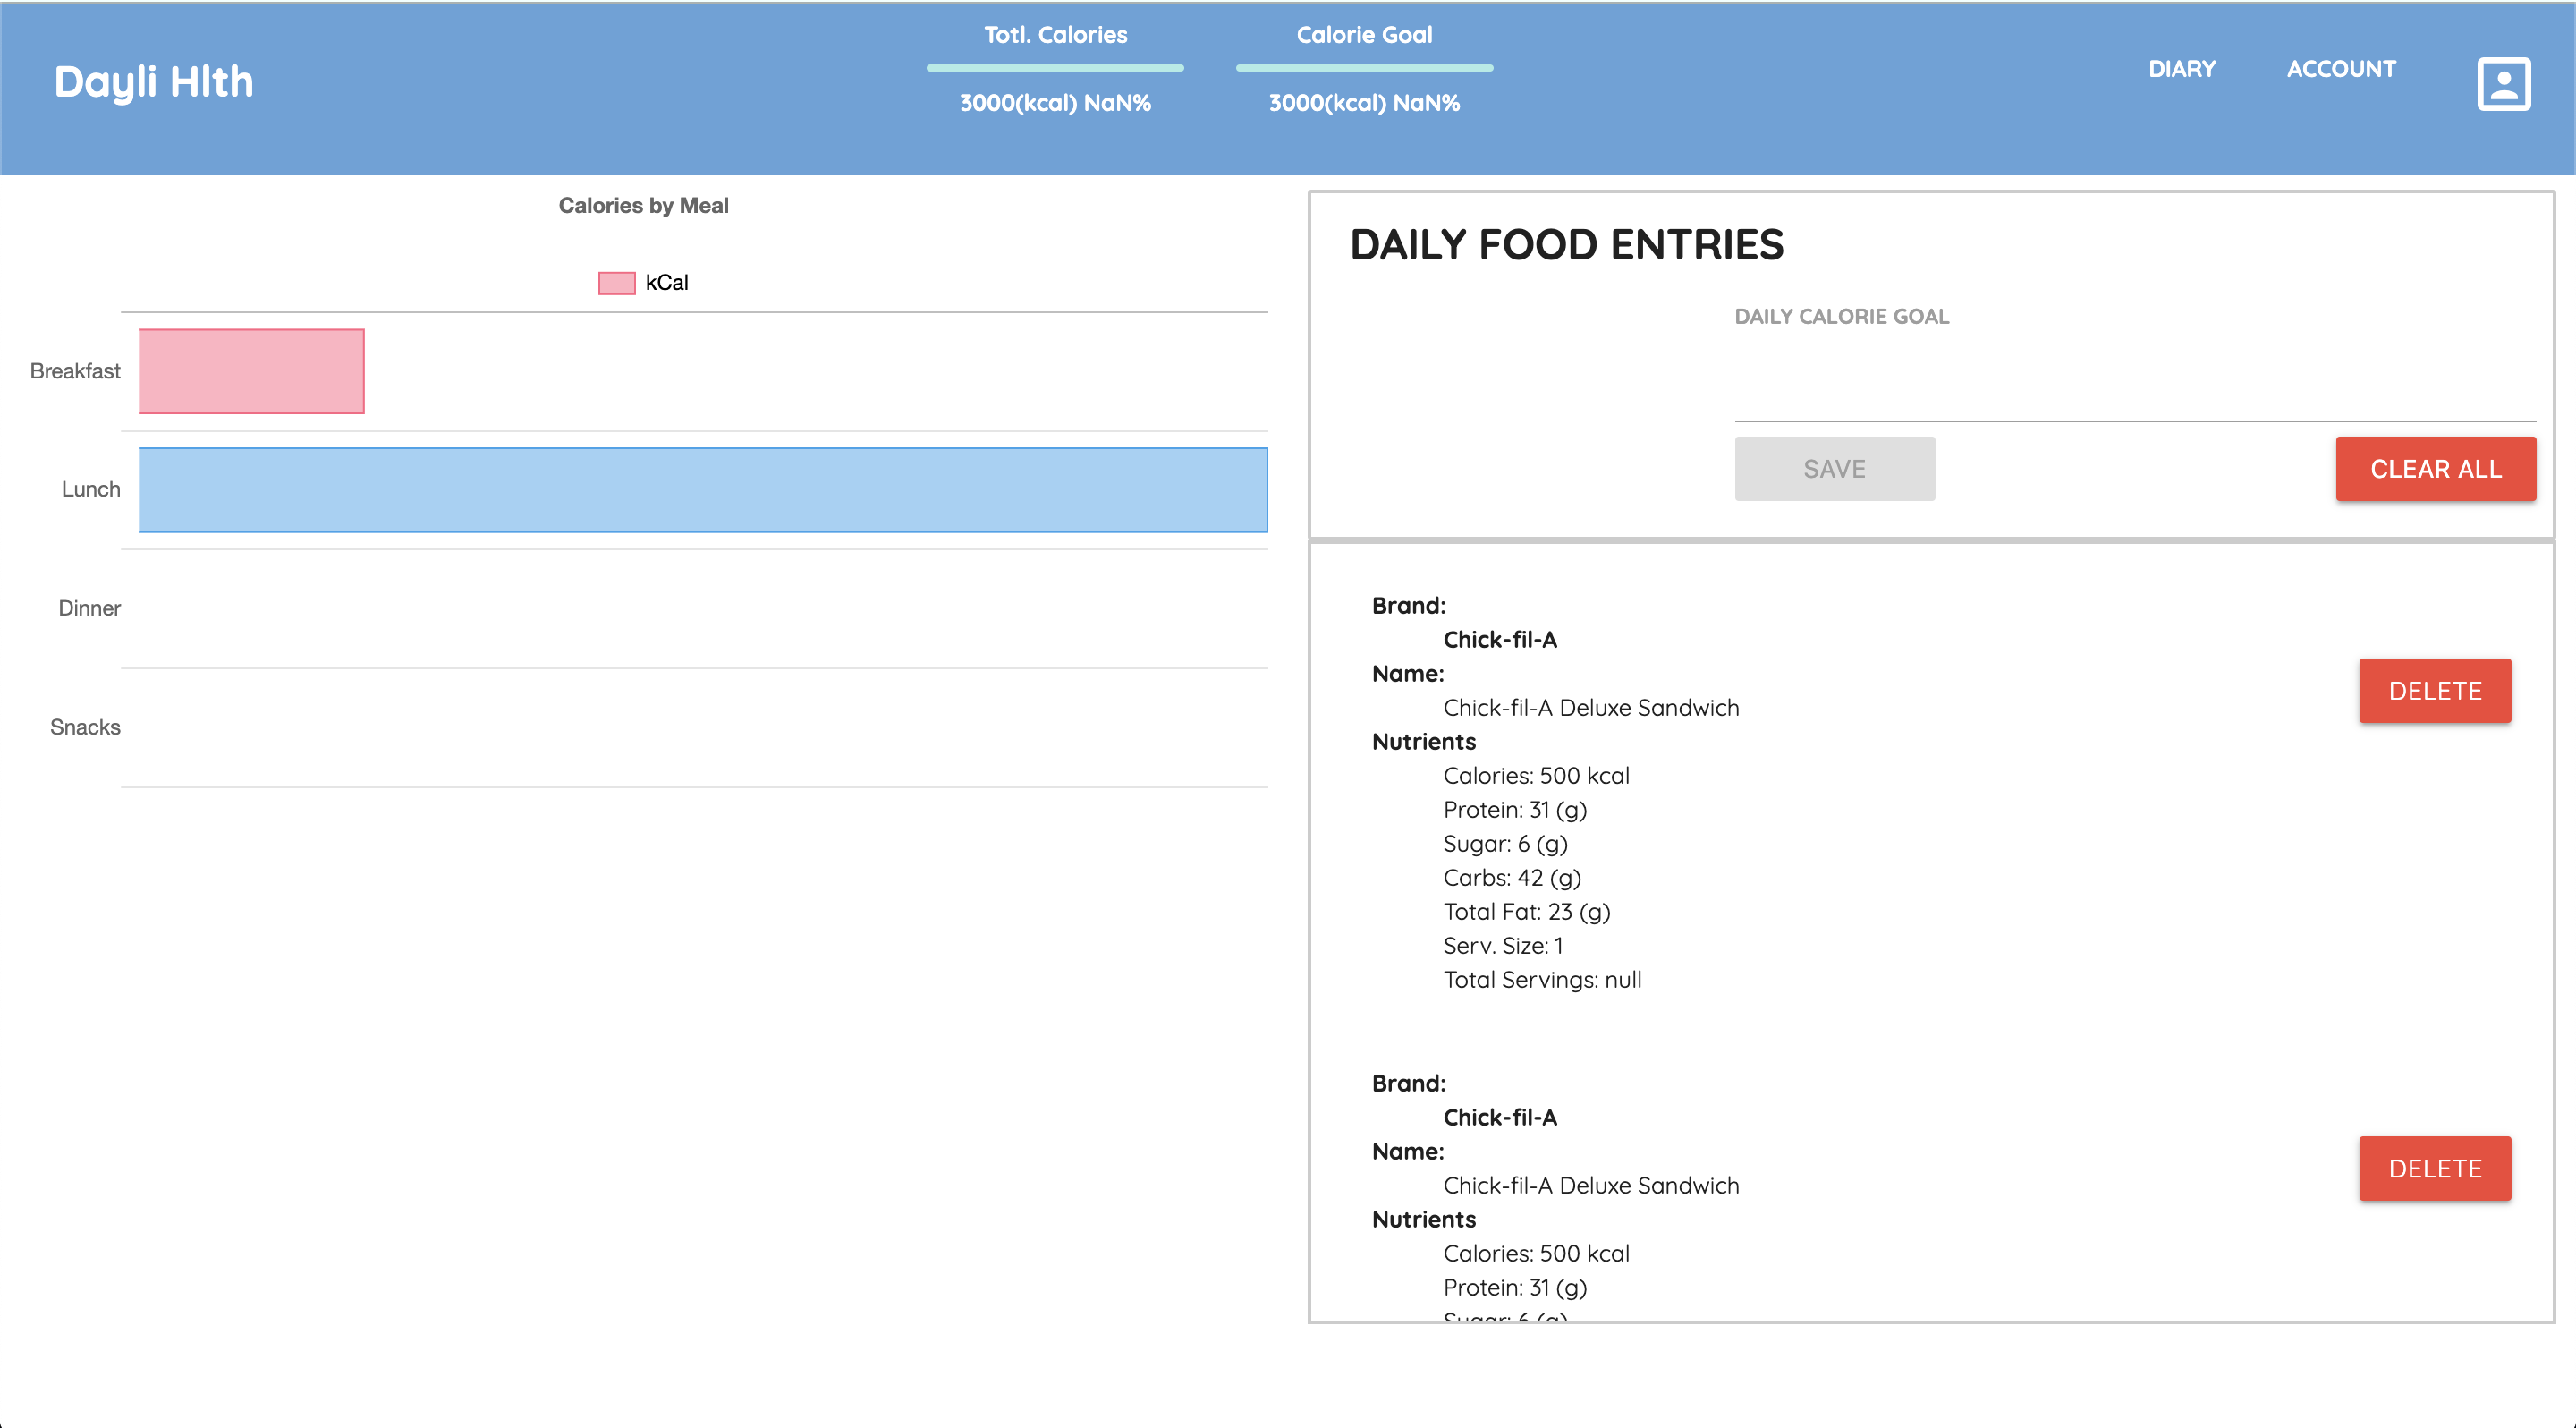 Dayli Hlth
Totl. Calories
3000(kcal) NaN%
Calorie Goal
3000(kcal) NaN%
DIARY
ACCOUNT
Calories by Meal
kCal
Breakfast
Lunch
Dinner
Snacks
DAILY FOOD ENTRIES
DAILY CALORIE GOAL
SAVE
CLEAR ALL
Brand:
Chick-fil-A
Name:
Chick-fil-A Deluxe Sandwich
DELETE
Nutrients
Calories: 500 kcal
Protein: 31 (g)
Sugar: 6 (g)
Carbs: 42 (g)
Total Fat: 23 (g)
Serv. Size: 1
Total Servings: null
Brand:
Chick-fil-A
Name:
Chick-fil-A Deluxe Sandwich
DELETE
Nutrients
Calories: 500 kcal
Protein: 31 (g)
Sugar: 6 (g)